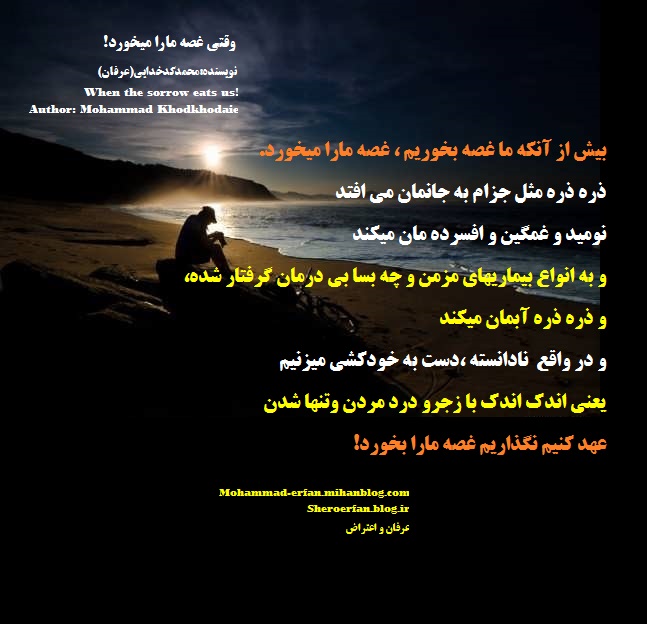 وقتی غصه مارا میخورد!
نویسنده:محمدکدخدایی(عرفان)
When the sorrow eats us!
Author: Mohammad Khodkhodaie
بیش از آنکه ما غصه بخوریم ، غصه مارا میخورد.
ذره ذره مثل جزام به جانمان می افتد
نومید و غمگین و افسرده مان میکند
و به انواع بیماریهای مزمن و چه بسا بی درمان گرفتار شده،
و ذره ذره آبمان میکند
و در واقع نادانسته ،دست به خودکشی میزنیم
یعنی اندک اندک با زجرو درد مردن وتنها شدن
عهد کنیم نگذاریم غصه مارا بخورد!
Mohammad-erfan.mihanblog.com
Sheroerfan.blog.ir
عرفان و اعتراض